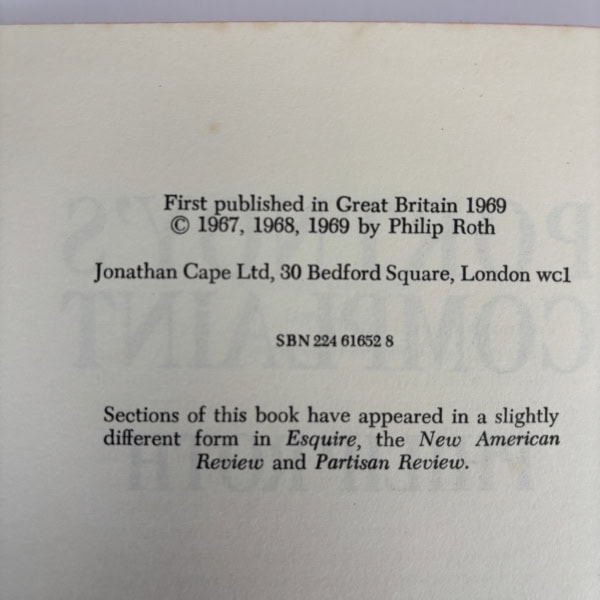 First published in Great Britain 1969
© 1967, 1968, 1969 by Philip Roth
Jonathan Cape Ltd, 30 Bedford Square, London WC1
SBN 224 61652 8
Sections of this book have appeared in a slightly
different form in Esquire, the New American
Review and Partisan Review.